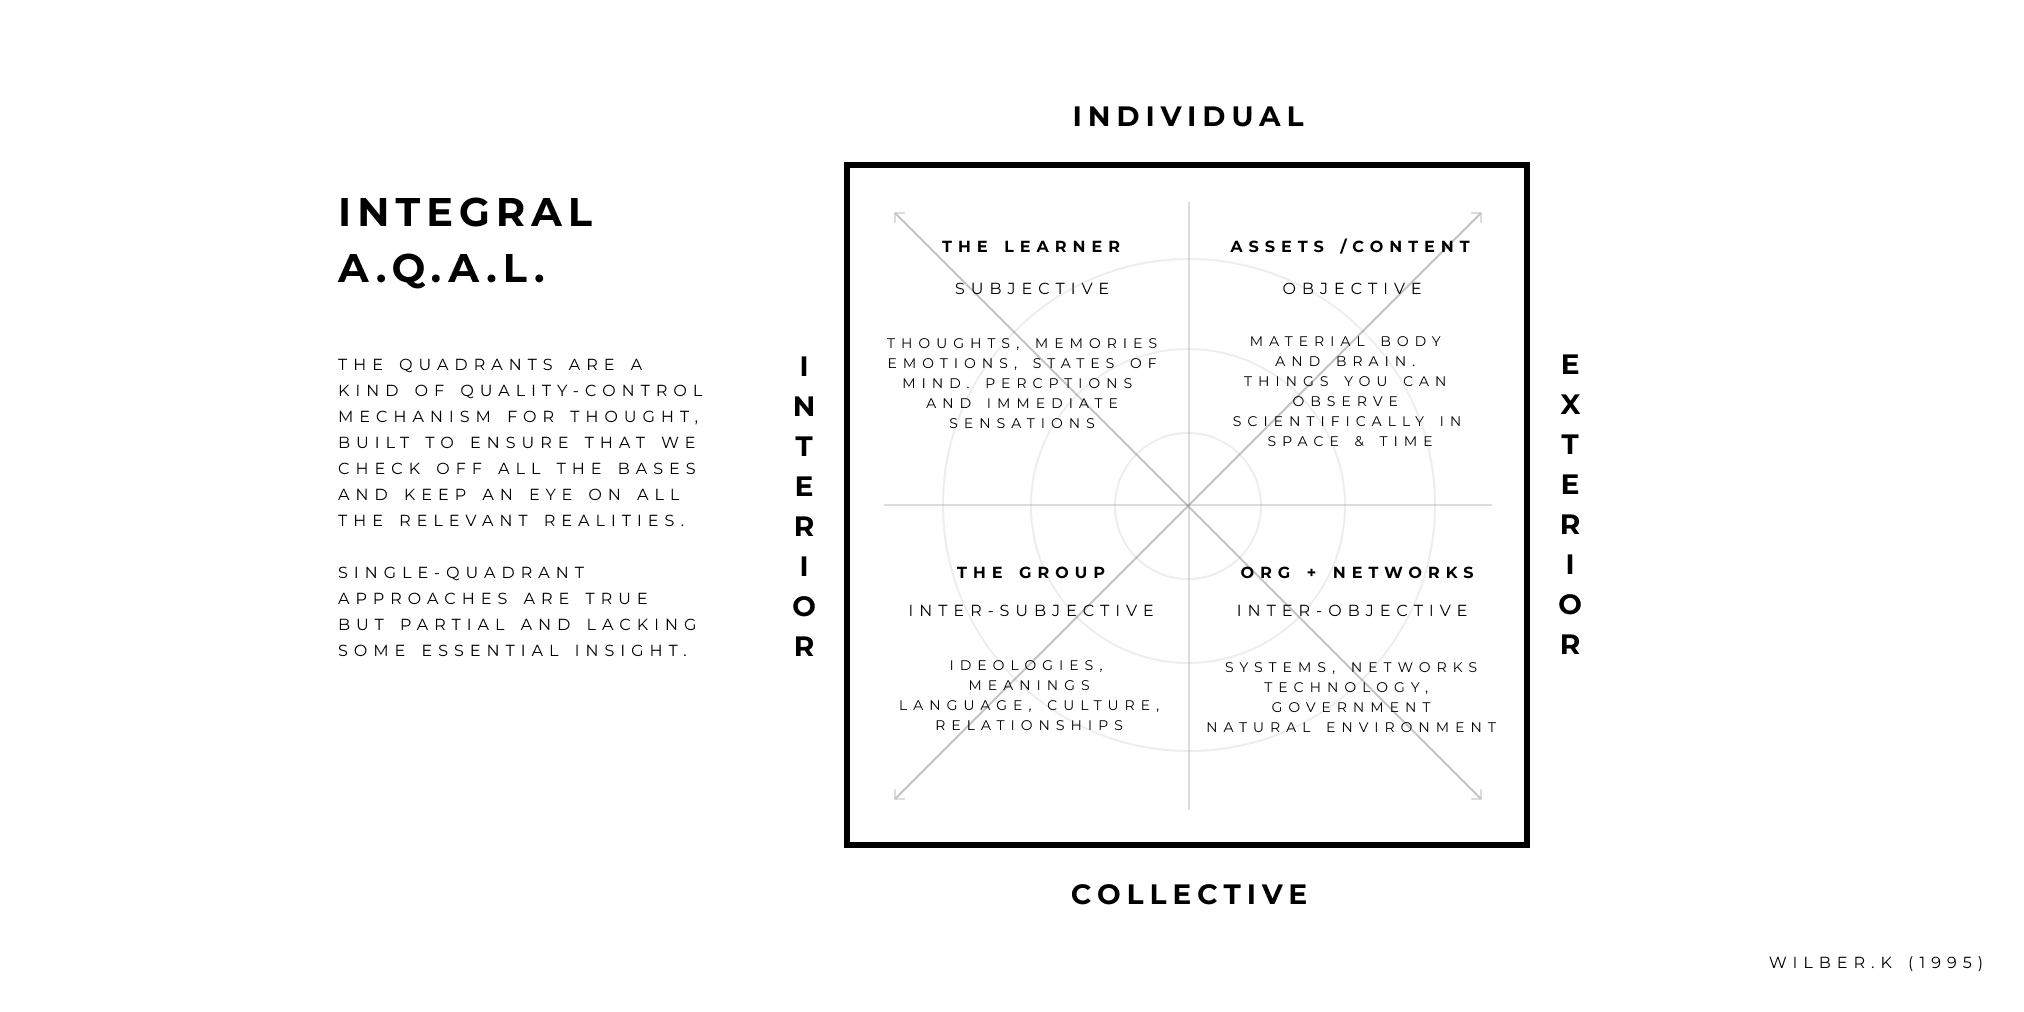 INTEGRAL
A.Q.A.L.
THE QUADRANTS ARE A
KIND OF QUALITY-CONTROL
MECHANISM FOR THOUGHT,
BUILT TO ENSURE THAT WE
CHECK OFF ALL THE BASES
AND KEEP AN EYE ON ALL
THE RELEVANT REALITIES.
SINGLE-QUADRANT
APPROACHES ARE TRUE
BUT PARTIAL AND LACKING
SOME ESSENTIAL INSIGHT.
INDIVIDUAL
INTERIOR
THE LEARNER
SUBJECTIVE
THOUGHTS, MEMORIES
EMOTIONS, STATES OF
MIND. PERCPTIONS
AND IMMEDIATE
SENSATIONS
ASSETS /CONTENT
OBJECTIVE
MATERIAL BODY
AND BRAIN.
THINGS YOU CAN
OBSERVE
SCIENTIFICALLY IN
SPACE & TIME
THE GROUP
INTER-SUBJECTIVE
IDEOLOGIES,
MEANINGS
LANGUAGE, CULTURE,
RELATIONSHIPS
ORG + NETWORKS
INTER-OBJECTIVE
SYSTEMS, NETWORKS
TECHNOLOGY,
GOVERNMENT
NATURAL ENVIRONMENT
EXTERIOR
COLLECTIVE
WILBER.K (1995)